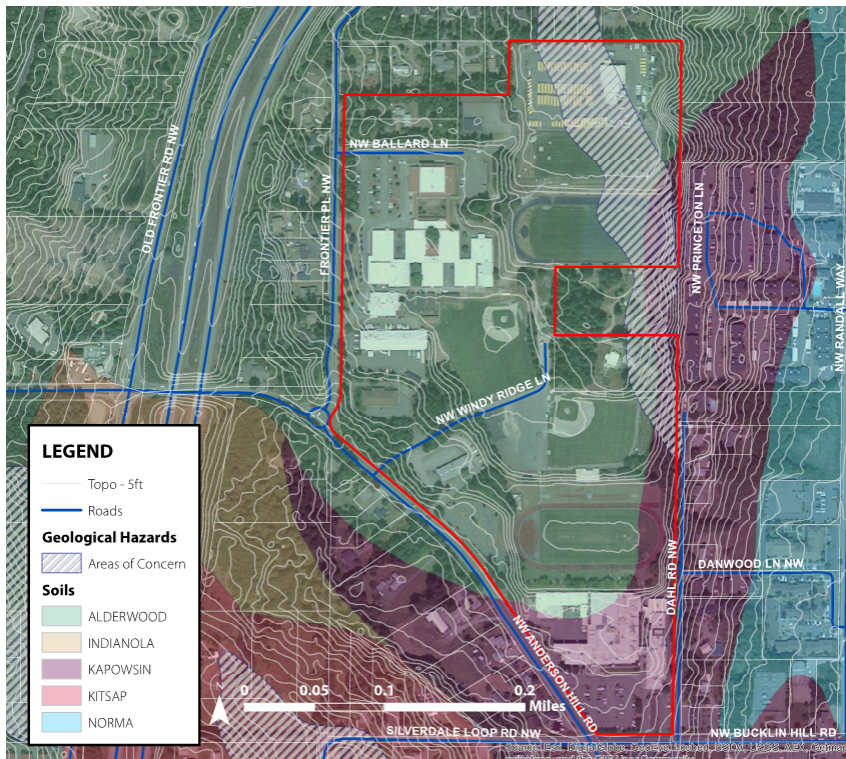 NW BALLARD LN
OLD FRONTIER RD NW
FRONTIER PL NW
NW PRINCETON LN
NW RANDALL WAY
NW WINDY RIDGE LN
LEGEND
Topo - 5ft
Roads
Geological Hazards
Areas of Concern
Soils
ALDERWOOD
INDIANOLA
KAPOWSIN
KITSAP
NORMA
DANWOOD LN NW
DAHL RD NW
NW ANDERSON HILL RD
N
0 0.05 0.1 0.2
Miles
SILVERDALE LOOP RD NW
NW BUCKLIN HILL RD